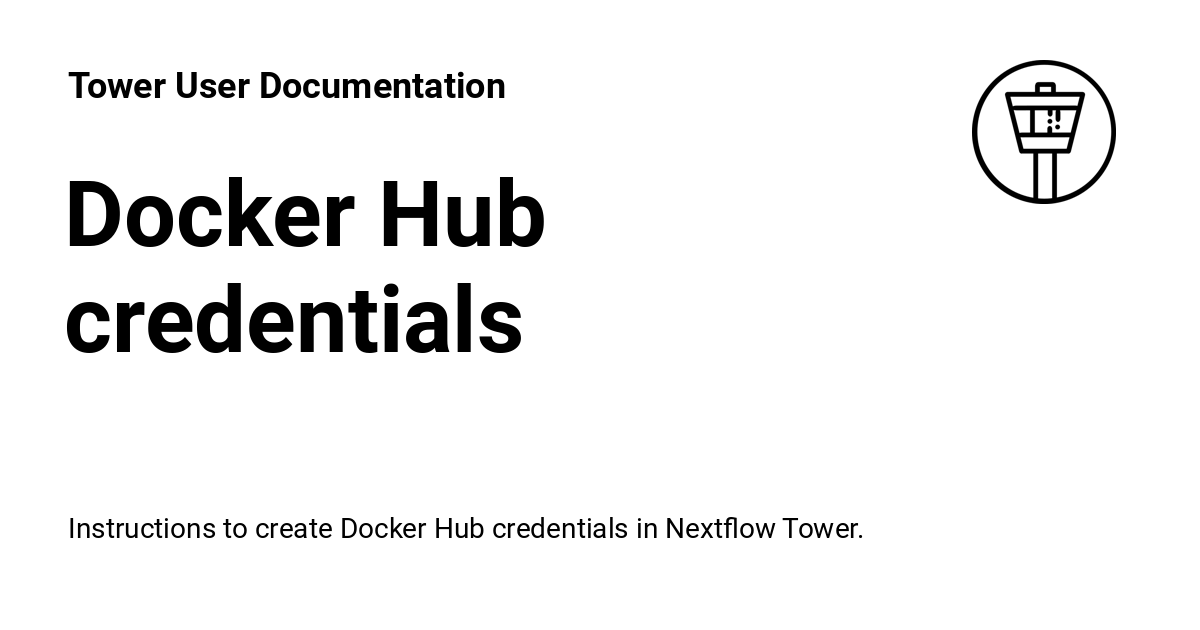 Tower User Documentation
Docker Hub
credentials
Instructions to create Docker Hub credentials in Nextflow Tower.